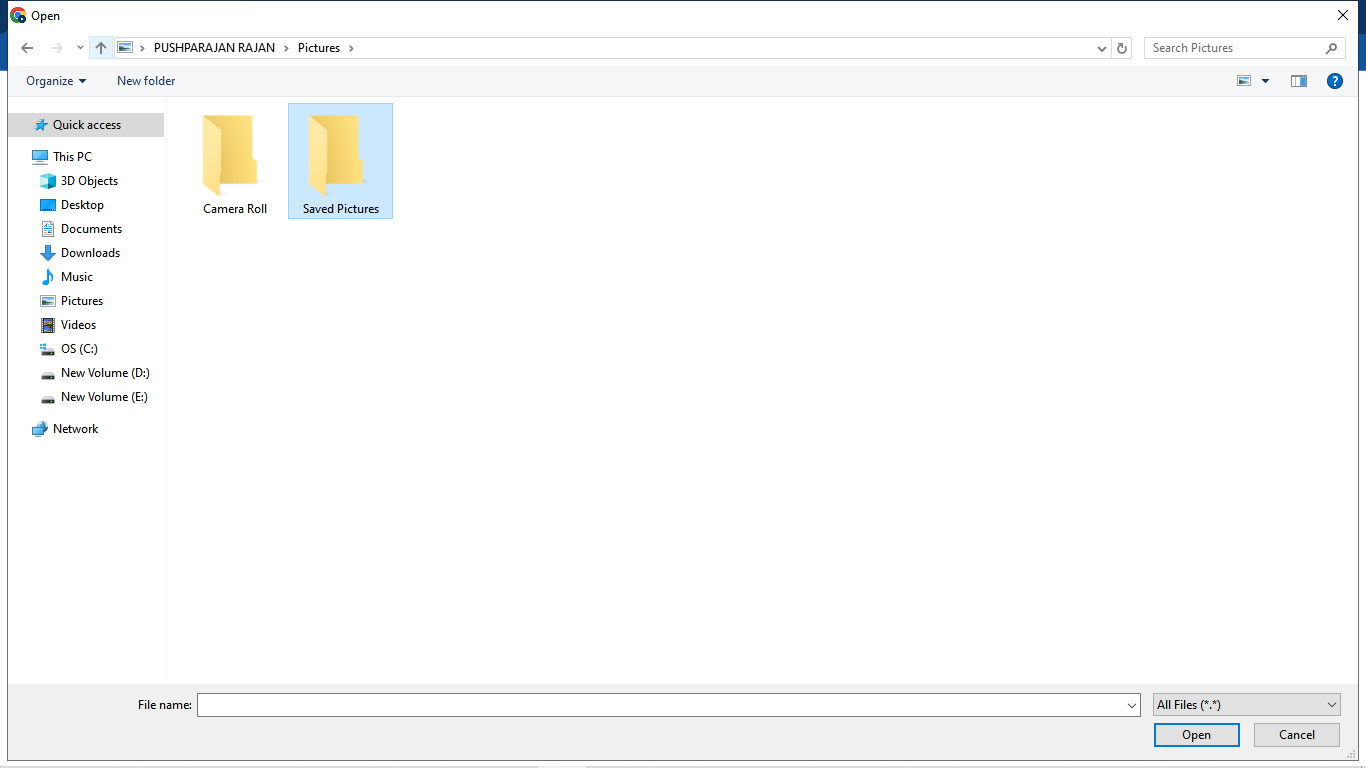 Open
PUSHPARAJAN RAJAN > Pictures >
Search Pictures
Organize
New folder
?
Quick access
This PC
3D Objects
Desktop
Documents
Downloads
Music
Pictures
Videos
OS (C:)
New Volume (D:)
New Volume (E:)
Network
Camera Roll
Saved Pictures
File name:
All Files (*.*)
Open
Cancel